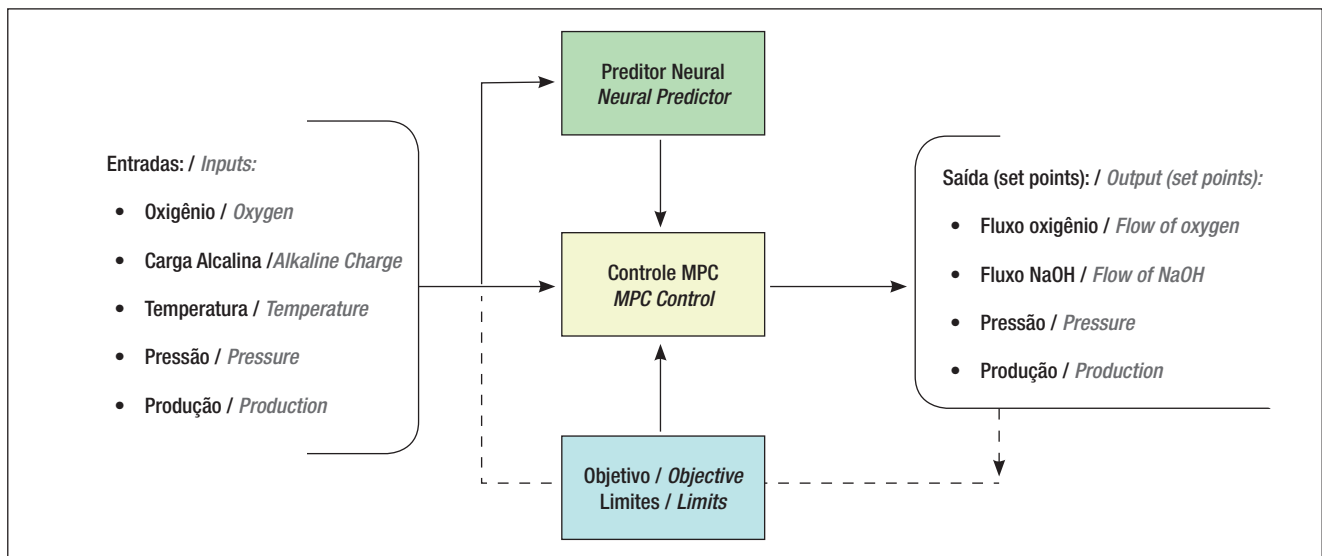 Preditor Neural
Neural Predictor
Entradas: / Inputs:
• Oxigênio / Oxygen
• Carga Alcalina /Alkaline Charge
• Temperatura / Temperature
• Pressão / Pressure
• Produção / Production
Controle MPC
MPC Control
Objetivo / Objective
Limites / Limits
Saída (set points): / Output (set points):
• Fluxo oxigênio / Flow of oxygen
• Fluxo NaOH / Flow of NaOH
• Pressão / Pressure
• Produção / Production